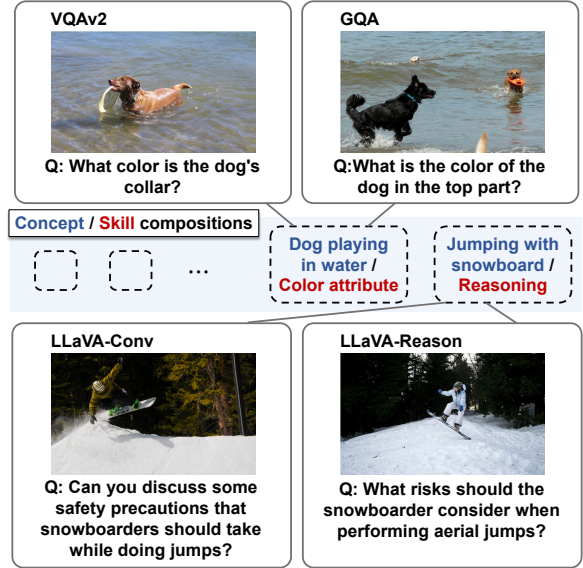 VQAv2
Q: What color is the dog's
collar?
GQA
Q:What is the color of the
dog in the top part?
Concept / Skill compositions
...
Dog playing
in water /
Color attribute
Jumping with
snowboard /
Reasoning
LLaVA-Conv
Q: Can you discuss some
safety precautions that
snowboarders should take
while doing jumps?
LLaVA-Reason
Q: What risks should the
snowboarder consider when
performing aerial jumps?